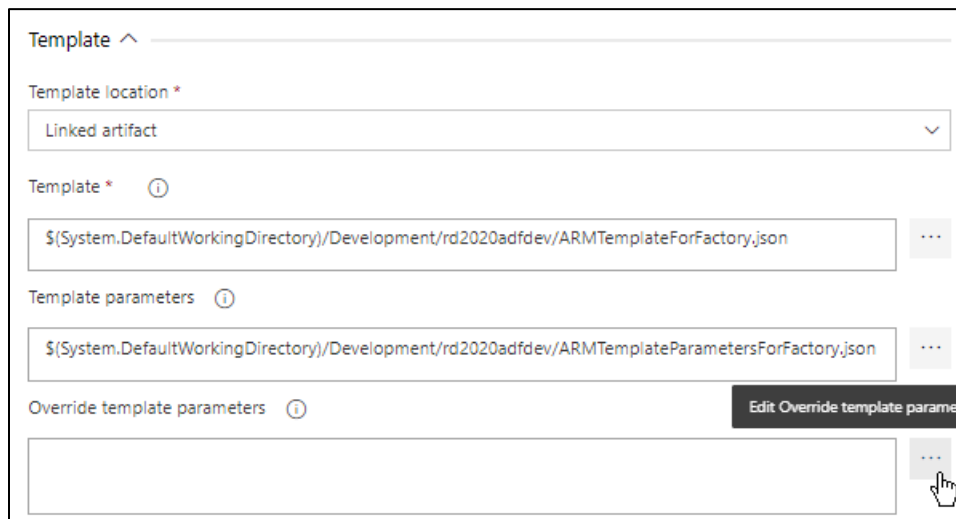 Template
Template location *
Linked artifact
Template *
$(System.DefaultWorkingDirectory)/Development/rd2020adfdev/ARMTemplateForFactory.json
...
Template parameters
$(System.DefaultWorkingDirectory)/Development/rd2020adfdev/ARMTemplateParametersForFactory.json
...
Override template parameters
Edit Override template parame
...